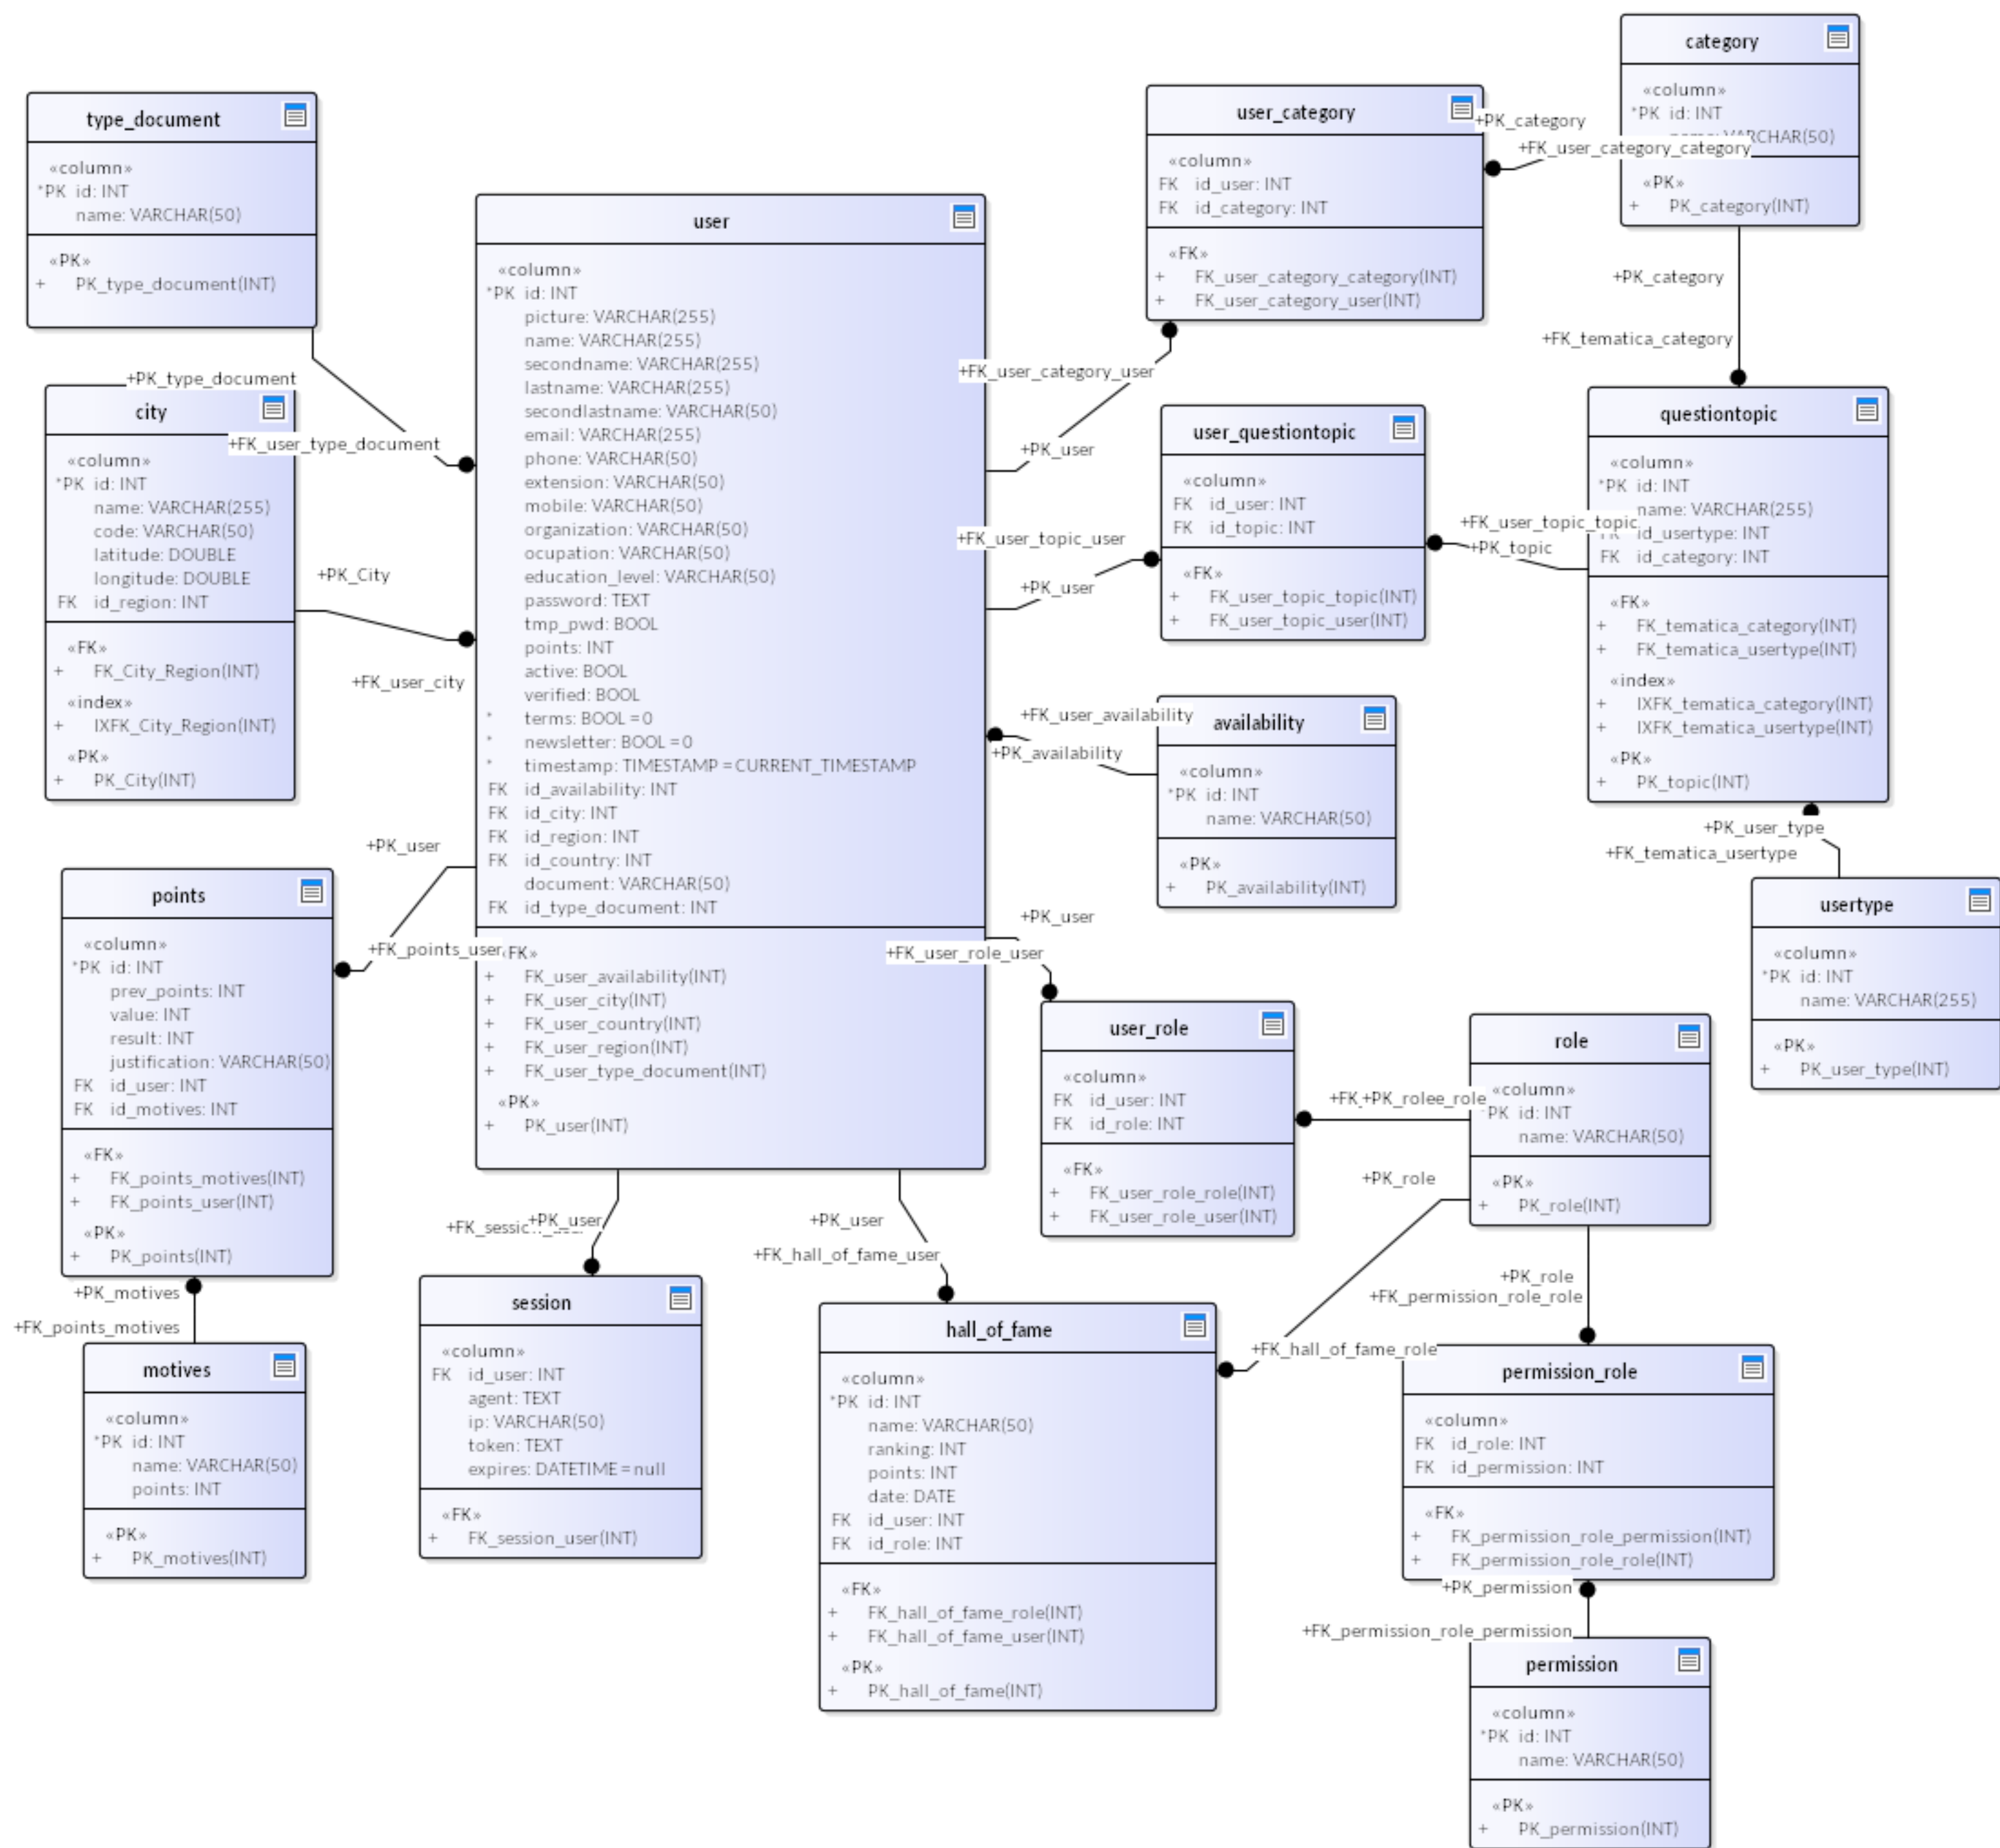 type_document
«column»
*PK id: INT
name: VARCHAR(50)
«PK»
+ PK_type_document(INT)
+PK_type_document
+FK_user_type_document
city
«column»
*PK id: INT
name: VARCHAR(255)
code: VARCHAR(50)
latitude: DOUBLE
longitude: DOUBLE
FK id_region: INT
«FK»
+ FK_City_Region(INT)
«index»
+ IXFK_City_Region(INT)
«PK»
+ PK_City(INT)
+PK_City
+FK_user_city
user
«column»
*PK id: INT
picture: VARCHAR(255)
name: VARCHAR(255)
secondname: VARCHAR(255)
lastname: VARCHAR(255)
secondlastname: VARCHAR(50)
email: VARCHAR(255)
phone: VARCHAR(50)
extension: VARCHAR(50)
mobile: VARCHAR(50)
organization: VARCHAR(50)
ocupation: VARCHAR(50)
education_level: VARCHAR(50)
password: TEXT
tmp_pwd: BOOL
points: INT
active: BOOL
verified: BOOL
* terms: BOOL = 0
* newsletter: BOOL = 0
* timestamp: TIMESTAMP = CURRENT_TIMESTAMP
FK id_availability: INT
FK id_city: INT
FK id_region: INT
FK id_country: INT
document: VARCHAR(50)
FK id_type_document: INT
«FK»
+ FK_user_availability(INT)
+ FK_user_city(INT)
+ FK_user_country(INT)
+ FK_user_region(INT)
+ FK_user_type_document(INT)
«PK»
+ PK_user(INT)
user_category
«column»
FK id_user: INT
FK id_category: INT
«FK»
+ FK_user_category_category(INT)
+ FK_user_category_user(INT)
+PK_category
+FK_user_category_category
category
«column»
*PK id: INT
VARCHAR(50)
«PK»
+ PK_category(INT)
+PK_category
+FK_tematica_category
+FK_user_category_user
+PK_user
user_questiontopic
«column»
FK id_user: INT
FK id_topic: INT
«FK»
+ FK_user_topic_topic(INT)
+ FK_user_topic_user(INT)
+FK_user_topic_user
+PK_user
+FK_user_topic_topic
+PK_topic
questiontopic
«column»
*PK id: INT
name: VARCHAR(255)
id_usertype: INT
FK id_category: INT
«FK»
+ FK_tematica_category(INT)
+ FK_tematica_usertype(INT)
«index»
+ IXFK_tematica_category(INT)
+ IXFK_tematica_usertype(INT)
«PK»
+ PK_topic(INT)
+PK_user_type
+FK_tematica_usertype
usertype
«column»
*PK id: INT
name: VARCHAR(255)
«PK»
+ PK_user_type(INT)
+FK_user_availability
+PK_availability
availability
«column»
*PK id: INT
name: VARCHAR(50)
«PK»
+ PK_availability(INT)
+PK_user
+FK_points_user
points
«column»
*PK id: INT
prev_points: INT
value: INT
result: INT
justification: VARCHAR(50)
FK id_user: INT
FK id_motives: INT
«FK»
+ FK_points_motives(INT)
+ FK_points_user(INT)
«PK»
+ PK_points(INT)
+PK_motives
+FK_points_motives
motives
«column»
*PK id: INT
name: VARCHAR(50)
points: INT
«PK»
+ PK_motives(INT)
+PK_user
+FK_user_role_user
user_role
«column»
FK id_user: INT
FK id_role: INT
«FK»
+ FK_user_role_role(INT)
+ FK_user_role_user(INT)
+PK_role
role
«column»
*PK id: INT
name: VARCHAR(50)
«PK»
+ PK_role(INT)
+PK_role
+PK_role
+FK_permission_role_role
+PK_user
session
«column»
FK id_user: INT
agent: TEXT
ip: VARCHAR(50)
token: TEXT
expires: DATETIME = null
«FK»
+ FK_session_user(INT)
+PK_user
+FK_hall_of_fame_user
hall_of_fame
«column»
*PK id: INT
name: VARCHAR(50)
ranking: INT
points: INT
date: DATE
FK id_user: INT
FK id_role: INT
«FK»
+ FK_hall_of_fame_role(INT)
+ FK_hall_of_fame_user(INT)
«PK»
+ PK_hall_of_fame(INT)
+FK_hall_of_fame_role
permission_role
«column»
FK id_role: INT
FK id_permission: INT
«FK»
+ FK_permission_role_permission(INT)
+ FK_permission_role_role(INT)
+PK_permission
+FK_permission_role_permission
permission
«column»
*PK id: INT
name: VARCHAR(50)
«PK»
+ PK_permission(INT)